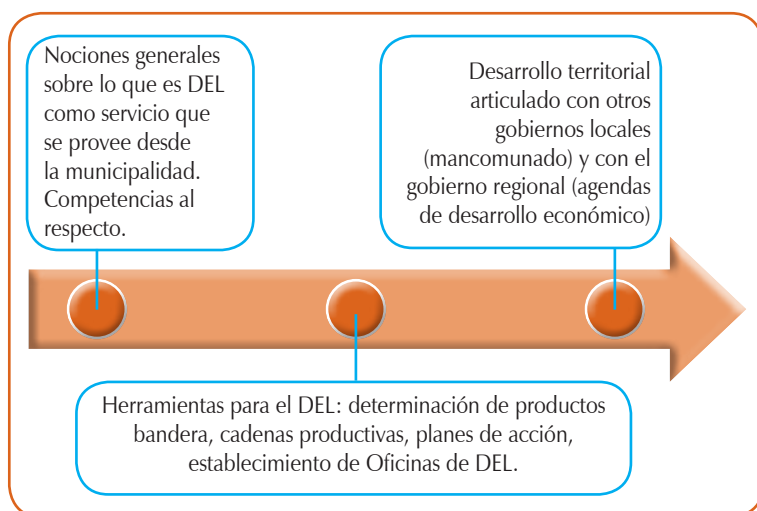 Nociones generales
sobre lo que es DEL
como servicio que
se provee desde
la municipalidad.
Competencias al
respecto.
Desarrollo territorial
articulado con otros
gobiernos locales
(mancomunado) y con el
gobierno regional (agendas
de desarrollo económico)
Herramientas para el DEL: determinación de productos
bandera, cadenas productivas, planes de acción,
establecimiento de Oficinas de DEL.